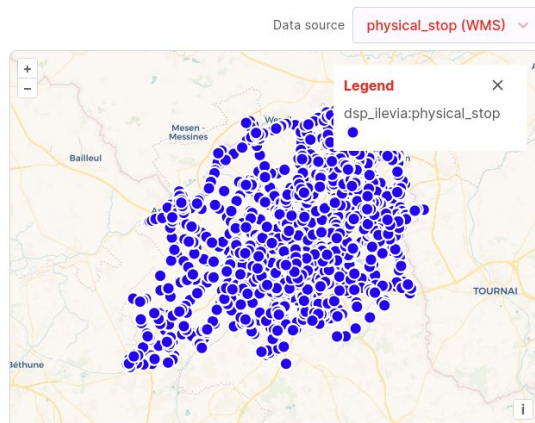 Data source
physical_stop (WMS)
+
−
Legend
dsp_ilevia:physical_stop
Mesen -
Messines
Bailleul
TOURNAI
Béthune
i